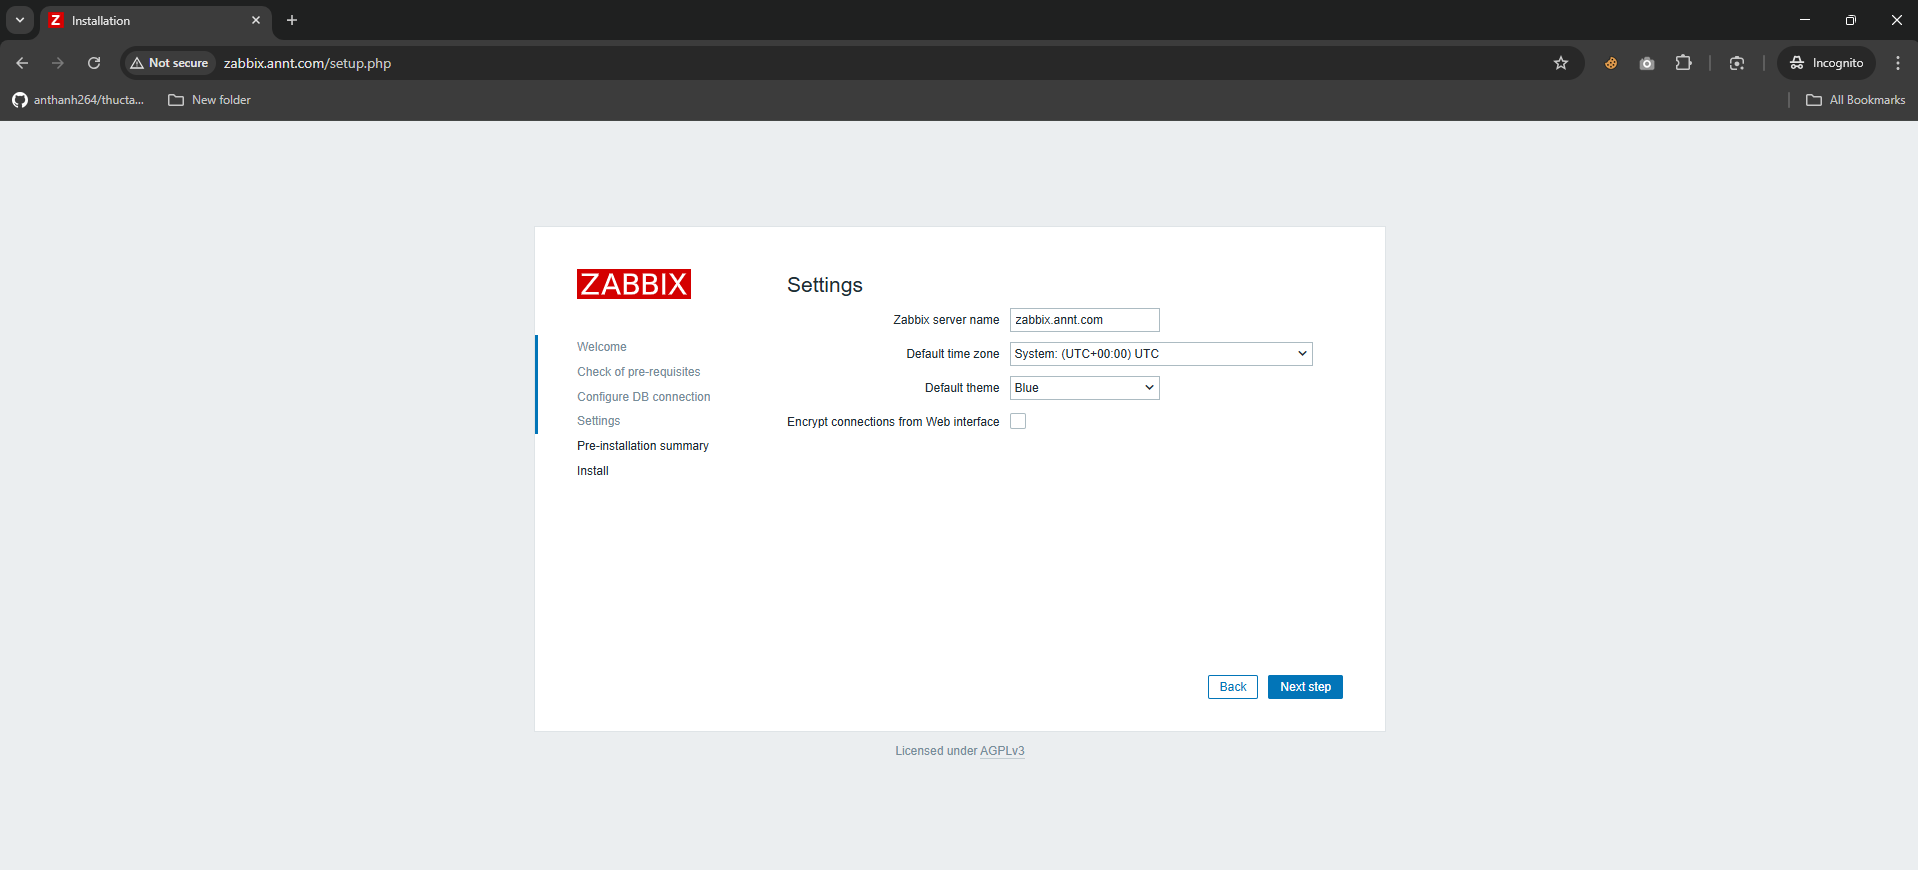 Z Installation
Not secure zabbix.annt.com/setup.php Incognito
anthanh264/thucta... New folder All Bookmarks
ZABBIX
Welcome
Check of pre-requisites
Configure DB connection
Settings
Pre-installation summary
Install
Settings
Zabbix server name zabbix.annt.com
Default time zone System: (UTC+00:00) UTC
Default theme Blue
Encrypt connections from Web interface
Back Next step
Licensed under AGPLv3